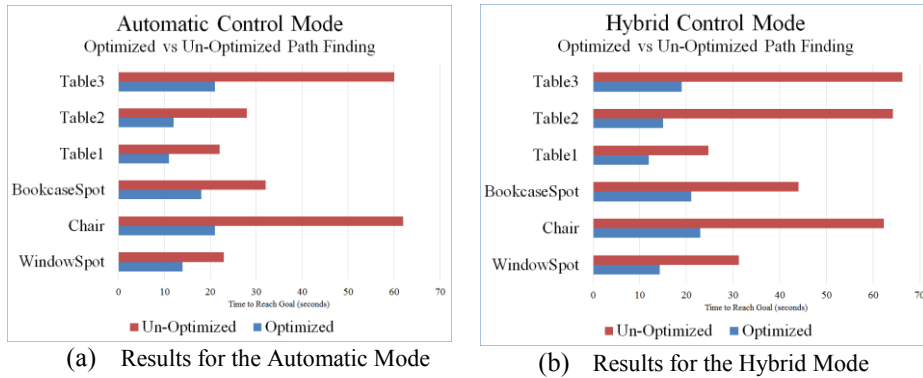 Automatic Control Mode
Optimized vs Un-Optimized Path Finding
Table3
Table2
Table1
BookcaseSpot
Chair
WindowSpot
0 10 20 30 40 50 60 70
Time to Reach Goal (seconds)
Un-Optimized Optimized
(a) Results for the Automatic Mode
Hybrid Control Mode
Optimized vs Un-Optimized Path Finding
Table3
Table2
Table1
BookcaseSpot
Chair
WindowSpot
0 10 20 30 40 50 60 70
Time to Reach Goal (seconds)
Un-Optimized Optimized
(b) Results for the Hybrid Mode